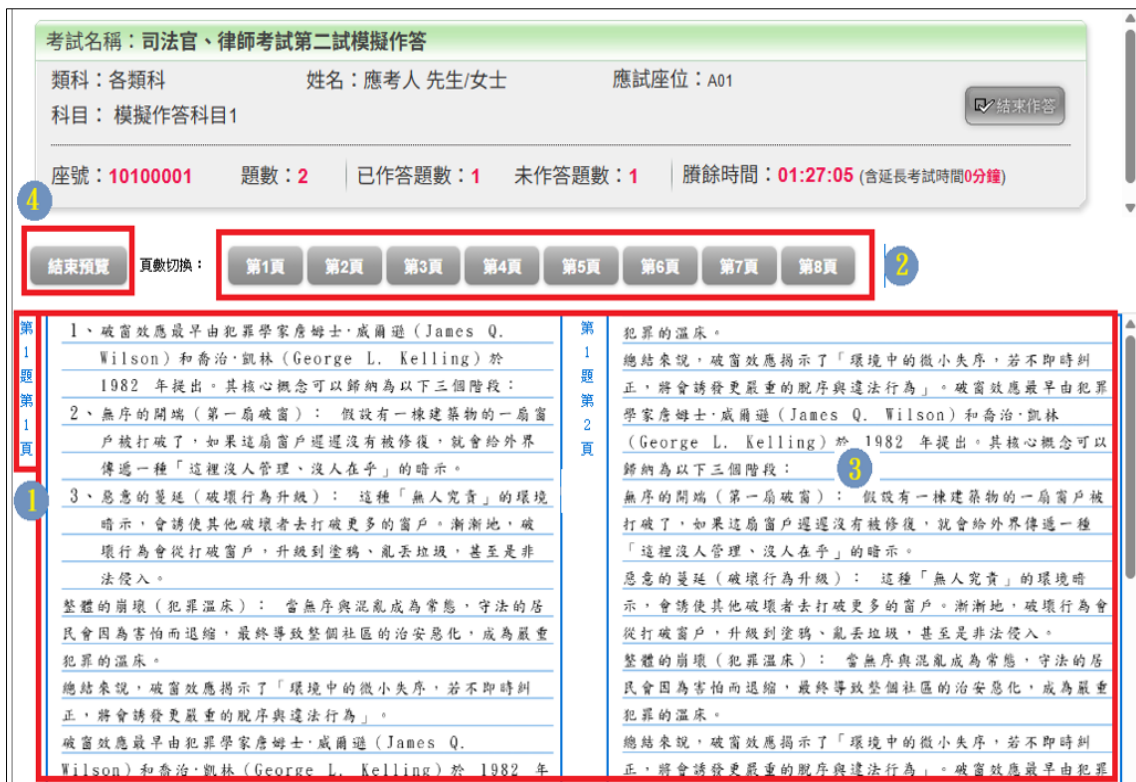 考試名稱：司法官、律師考試第二試模擬作答
類科：各類科 姓名：應考人 先生/女士 應試座位：A01
科目： 模擬作答科目1
結束作答
座號：10100001 題數：2 已作答題數：1 未作答題數：1 賸餘時間：01:27:05 (含延長考試時間0分鐘)
4
結束預覽 頁數切換： 第1頁 第2頁 第3頁 第4頁 第5頁 第6頁 第7頁 第8頁 2
第1題第1頁
1、破窗效應最早由犯罪學家詹姆士·威爾遜（James Q.
Wilson）和喬治·凱林（George L. Kelling）於
1982 年提出。其核心概念可以歸納為以下三個階段：
2、無序的開端（第一扇破窗）： 假設有一棟建築物的一扇窗
戶被打破了，如果這扇窗戶遲遲沒有被修復，就會給外界
傳遞一種「這裡沒人管理、沒人在乎」的暗示。
1
3、惡意的蔓延（破壞行為升級）： 這種「無人究責」的環境
暗示，會誘使其他破壞者去打破更多的窗戶。漸漸地，破
壞行為會從打破窗戶，升級到塗鴉、亂丟垃圾，甚至是非
法侵入。
整體的崩壞（犯罪溫床）： 當無序與混亂成為常態，守法的居
民會因為害怕而退縮，最終導致整個社區的治安惡化，成為嚴重
犯罪的溫床。
總結來說，破窗效應揭示了「環境中的微小失序，若不即時糾
正，將會誘發更嚴重的脫序與違法行為」。
破窗效應最早由犯罪學家詹姆士·威爾遜（James Q.
Wilson）和喬治·凱林（George L. Kelling）於 1982 年
第1題第2頁
犯罪的溫床。
總結來說，破窗效應揭示了「環境中的微小失序，若不即時糾
正，將會誘發更嚴重的脫序與違法行為」。破窗效應最早由犯罪
學家詹姆士·威爾遜（James Q. Wilson）和喬治·凱林
（George L. Kelling）於 1982 年提出。其核心概念可以
歸納為以下三個階段：
3
無序的開端（第一扇破窗）： 假設有一棟建築物的一扇窗戶被
打破了，如果這扇窗戶遲遲沒有被修復，就會給外界傳遞一種
「這裡沒人管理、沒人在乎」的暗示。
惡意的蔓延（破壞行為升級）： 這種「無人究責」的環境暗
示，會誘使其他破壞者去打破更多的窗戶。漸漸地，破壞行為會
從打破窗戶，升級到塗鴉、亂丟垃圾，甚至是非法侵入。
整體的崩壞（犯罪溫床）： 當無序與混亂成為常態，守法的居
民會因為害怕而退縮，最終導致整個社區的治安惡化，成為嚴重
犯罪的溫床。
總結來說，破窗效應揭示了「環境中的微小失序，若不即時糾
正，將會誘發更嚴重的脫序與違法行為」。破窗效應最早由犯罪